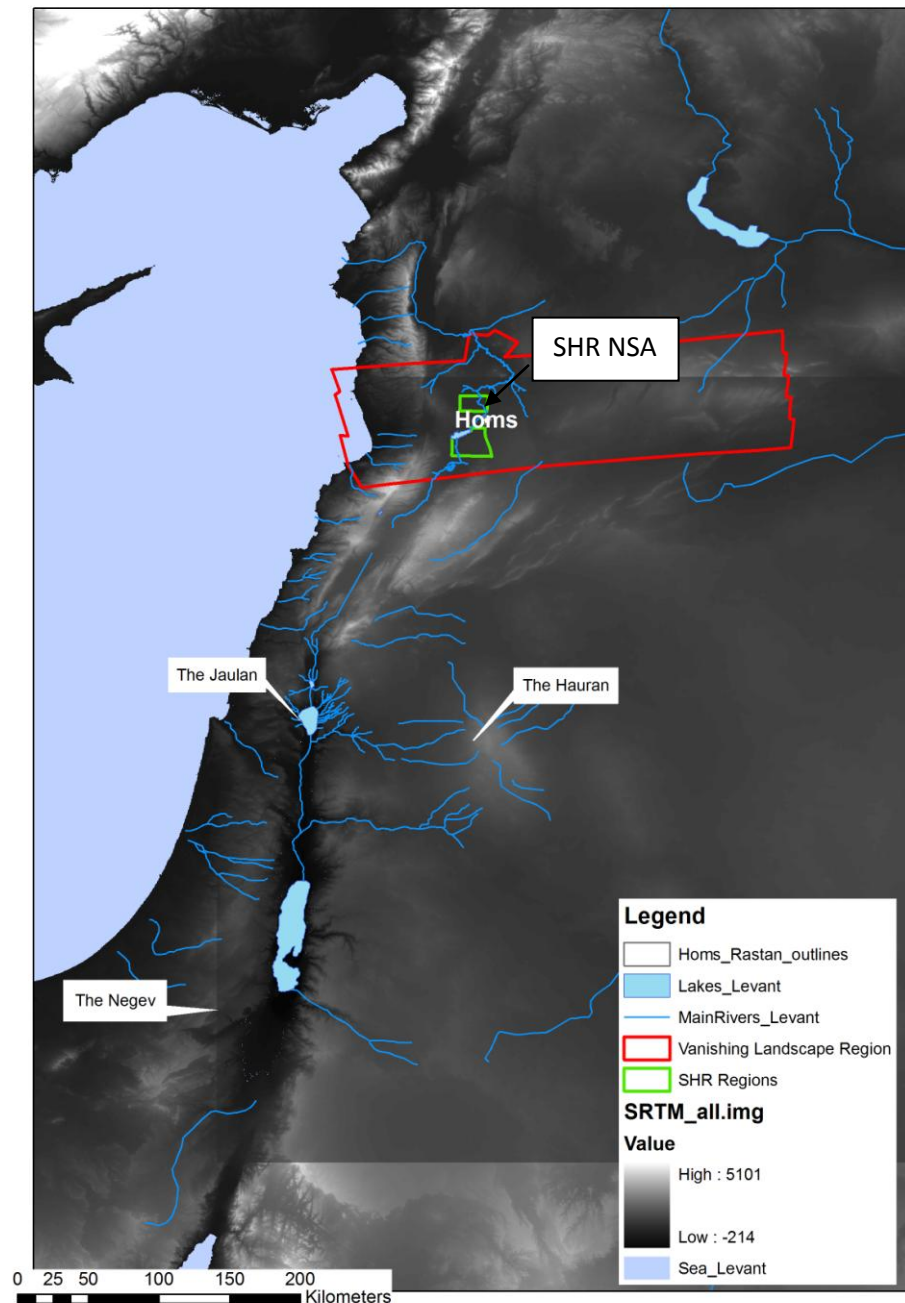 SHR NSA
Homs
The Jaulan
The Hauran
The Negev
Legend
Homs_Rastan_outlines
Lakes_Levant
MainRivers_Levant
Vanishing Landscape Region
SHR Regions
SRTM_all.img
Value
High : 5101
Low : -214
Sea_Levant
0 25 50 100 150 200
Kilometers